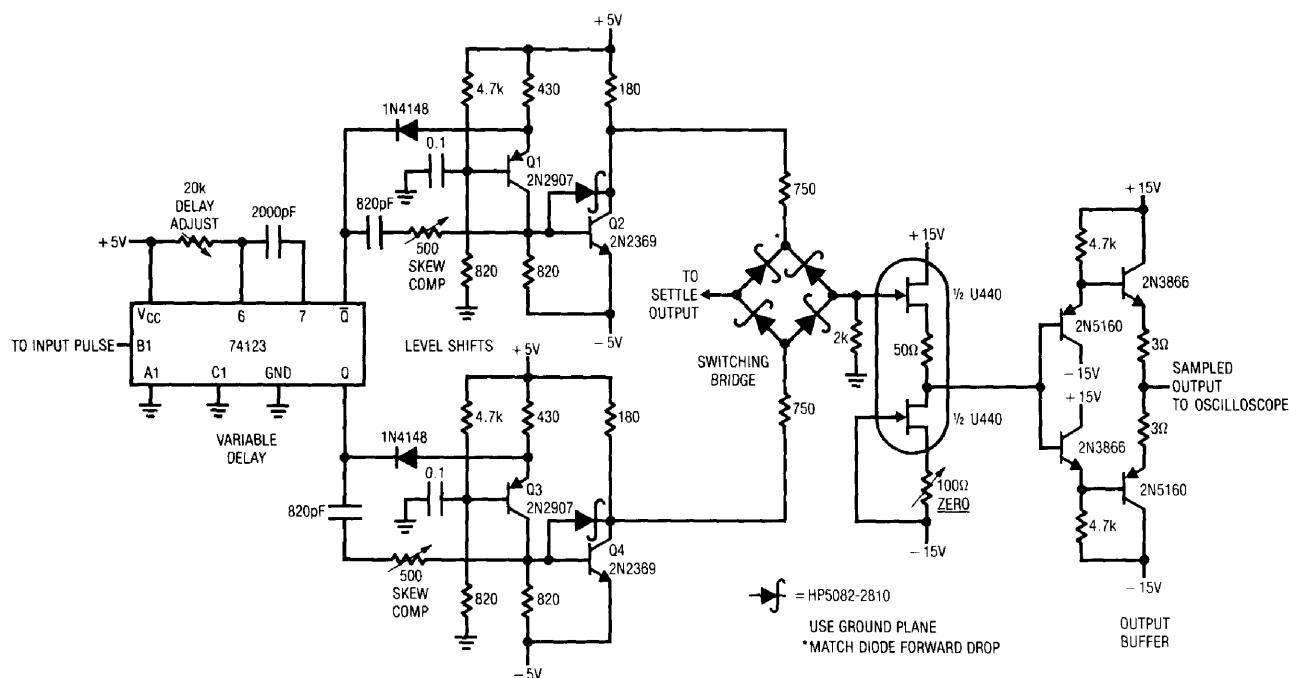 +5V
4.7k
430
180
1N4148
0.1
Q1
2N2907
820pF
500
SKEW
COMP
820
820
Q2
2N2369
-5V
20k
DELAY
ADJUST
2000pF
+5V
VCC
6
7
Q̅
TO INPUT PULSE
B1
74123
A1
C1
GND
Q
VARIABLE
DELAY
LEVEL SHIFTS
+5V
4.7k
430
180
1N4148
0.1
Q3
2N2907
820pF
500
SKEW
COMP
820
820
Q4
2N2369
-5V
750
*
TO
SETTLE
OUTPUT
SWITCHING
BRIDGE
750
2k
+15V
½ U440
50Ω
½ U440
100Ω
ZERO
-15V
+15V
4.7k
2N3866
2N5160
3Ω
-15V
+15V
SAMPLED
OUTPUT
TO OSCILLOSCOPE
3Ω
2N3866
2N5160
4.7k
-15V
OUTPUT
BUFFER
= HP5082-2810
USE GROUND PLANE
*MATCH DIODE FORWARD DROP